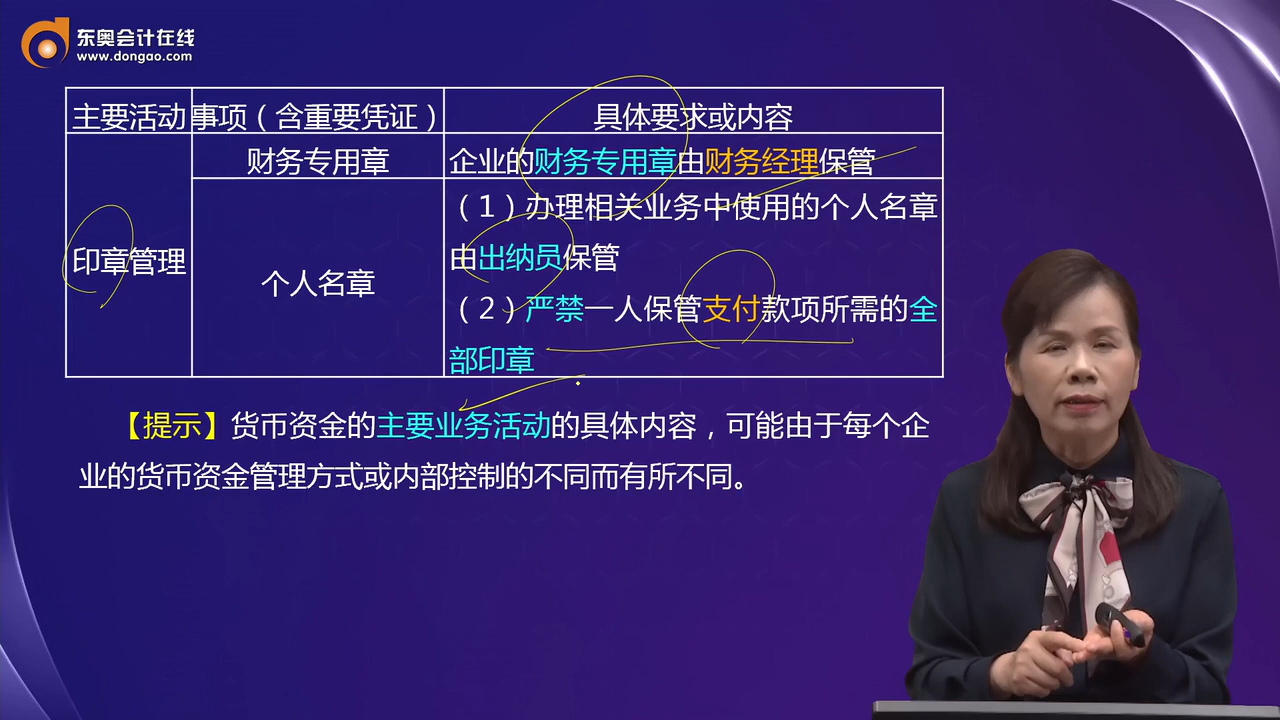 东奥会计在线
www.dongao.com
主要活动 事项（含重要凭证） 具体要求或内容
财务专用章 企业的财务专用章由财务经理保管
印章管理
个人名章
（1）办理相关业务中使用的个人名章
由出纳员保管
（2）严禁一人保管支付款项所需的全
部印章
【提示】货币资金的主要业务活动的具体内容，可能由于每个企
业的货币资金管理方式或内部控制的不同而有所不同。